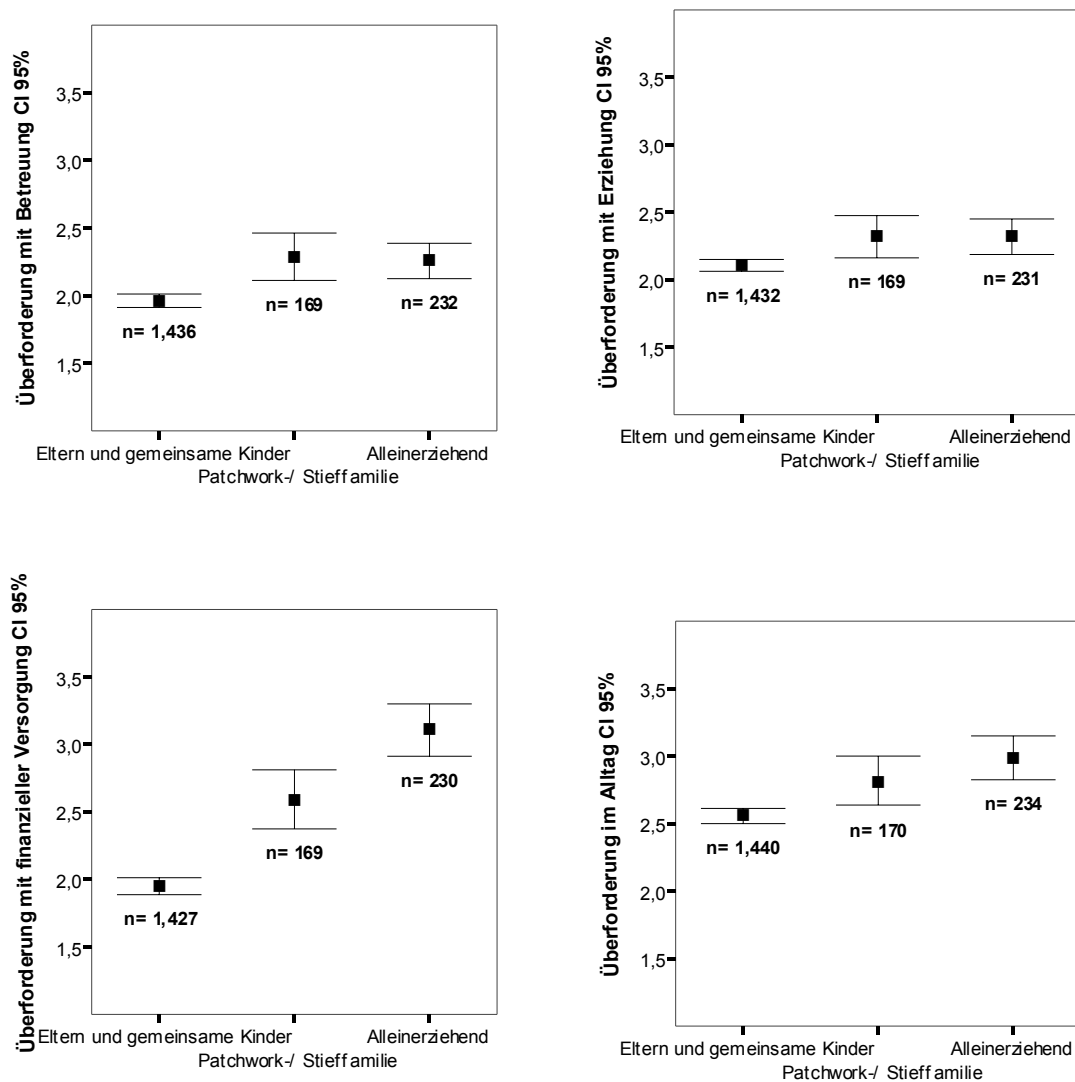 Überforderung mit Betreuung CI 95%
3,5
3,0
2,5
2,0
1,5
n= 1,436
n= 169
n= 232
Eltern und gemeinsame Kinder
Alleinerziehend
Patchwork-/ Stieffamilie
Überforderung mit Erziehung CI 95%
3,5
3,0
2,5
2,0
1,5
n= 1,432
n= 169
n= 231
Eltern und gemeinsame Kinder
Alleinerziehend
Patchwork-/ Stieffamilie
Überforderung mit finanzieller Versorgung CI 95%
3,5
3,0
2,5
2,0
1,5
n= 1,427
n= 169
n= 230
Eltern und gemeinsame Kinder
Alleinerziehend
Patchwork-/ Stieffamilie
Überforderung im Alltag CI 95%
3,5
3,0
2,5
2,0
1,5
n= 1,440
n= 170
n= 234
Eltern und gemeinsame Kinder
Alleinerziehend
Patchwork-/ Stieffamilie